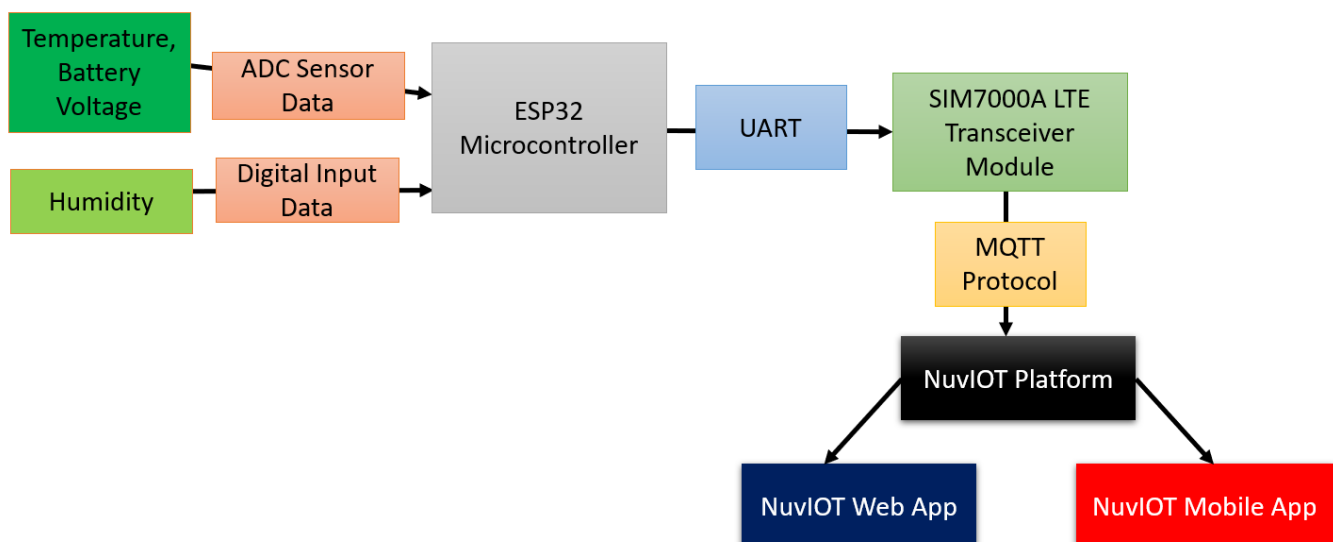 Temperature,
Battery
Voltage
ADC Sensor
Data
ESP32
Microcontroller
UART
SIM7000A LTE
Transceiver
Module
Humidity
Digital Input
Data
MQTT
Protocol
NuvIOT Platform
NuvIOT Web App
NuvIOT Mobile App